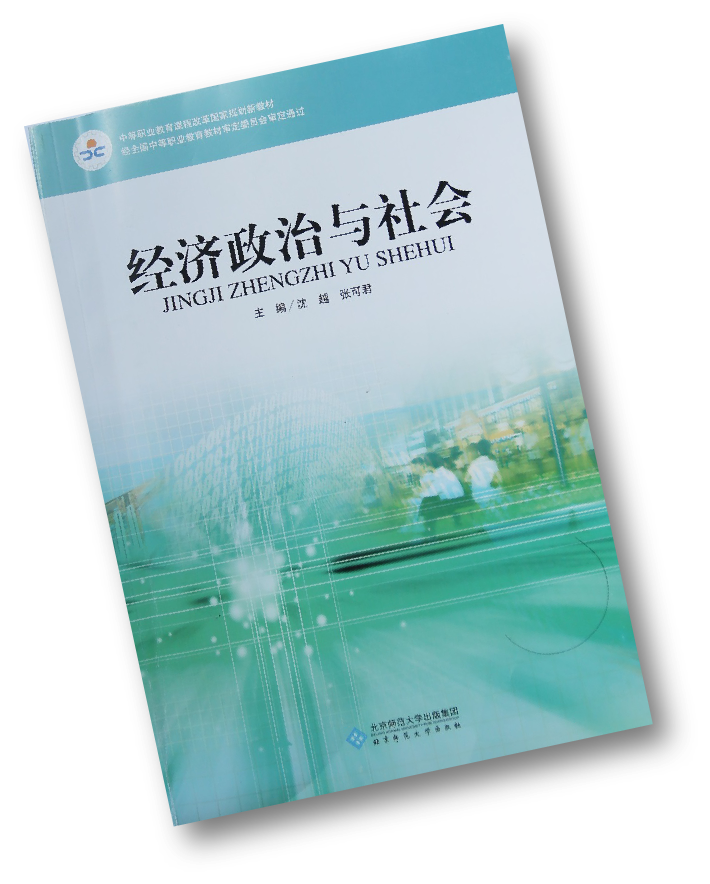 中等职业教育课程改革国家规划新教材
经全国中等职业教育教材审定委员会审定通过
经济政治与社会
JINGJI ZHENGZHI YU SHEHUI
主 编/沈 越 张可君
北京师范大学出版集团
北京师范大学出版社